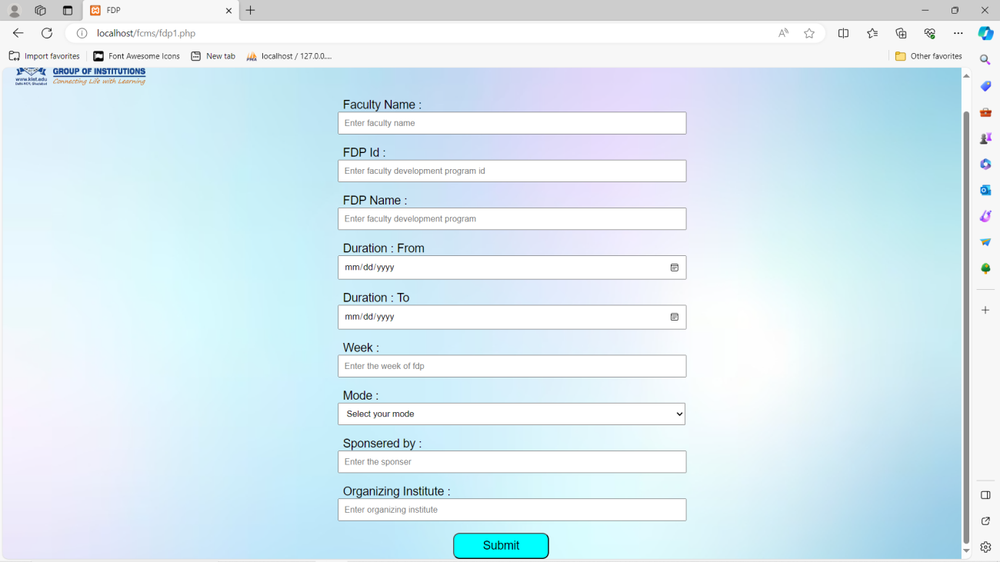 FDP
localhost/fcms/fdp1.php
Import favorites
Font Awesome Icons
New tab
localhost / 127.0.0....
Other favorites
GROUP OF INSTITUTIONS
www.kiet.edu
Connecting Life with Learning
Delhi-NCR, Ghaziabad
Faculty Name :
Enter faculty name
FDP Id :
Enter faculty development program id
FDP Name :
Enter faculty development program
Duration : From
mm/dd/yyyy
Duration : To
mm/dd/yyyy
Week :
Enter the week of fdp
Mode :
Select your mode
Sponsered by :
Enter the sponser
Organizing Institute :
Enter organizing institute
Submit